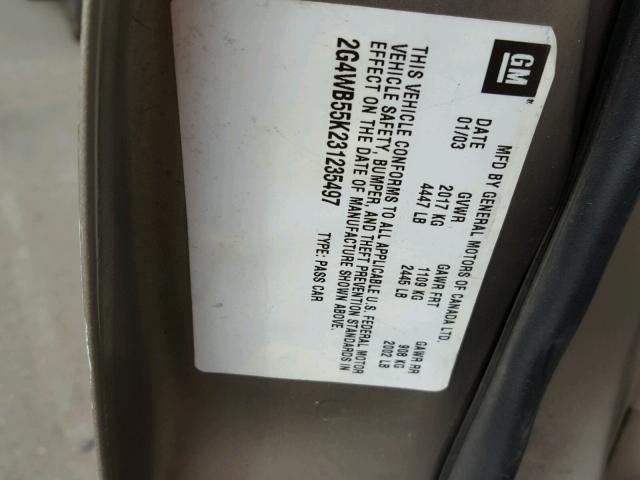 GM
MFD BY GENERAL MOTORS OF CANADA LTD.
DATE GVWR GAWR FRT GAWR RR
01/03 2017 KG 1109 KG 908 KG
4447 LB 2445 LB 2002 LB
THIS VEHICLE CONFORMS TO ALL APPLICABLE U.S. FEDERAL MOTOR
VEHICLE SAFETY, BUMPER, AND THEFT PREVENTION STANDARDS IN
EFFECT ON THE DATE OF MANUFACTURE SHOWN ABOVE.
2G4WB55K231235497 TYPE: PASS CAR